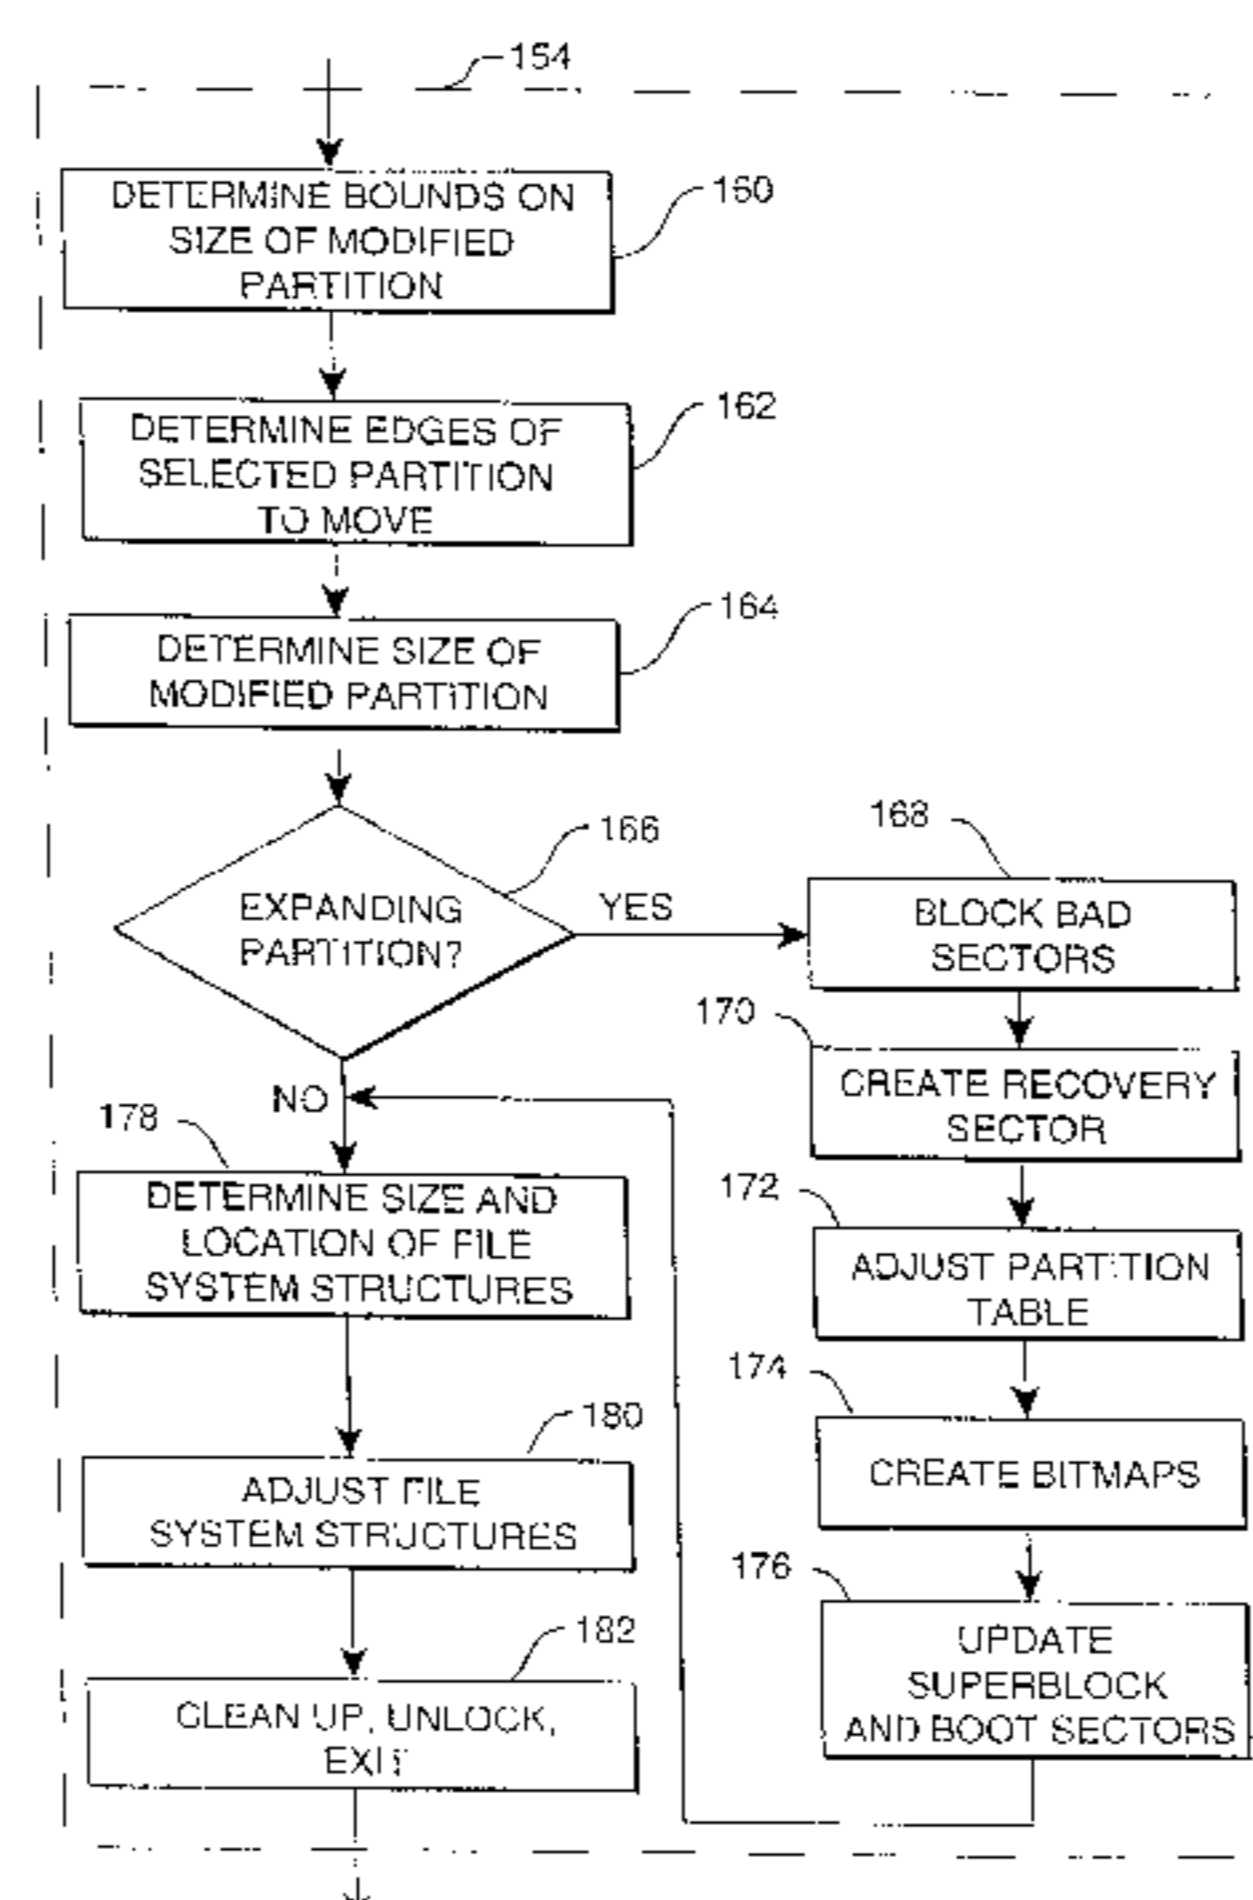 154
DETERMINE BOUNDS ON
SIZE OF MODIFIED
PARTITION
160
DETERMINE EDGES OF
SELECTED PARTITION
TO MOVE
162
DETERMINE SIZE OF
MODIFIED PARTITION
164
EXPANDING
PARTITION?
166
YES
NO
168
BLOCK BAD
SECTORS
170
CREATE RECOVERY
SECTOR
172
ADJUST PARTITION
TABLE
174
CREATE BITMAPS
176
UPDATE
SUPERBLOCK
AND BOOT SECTORS
178
DETERMINE SIZE AND
LOCATION OF FILE
SYSTEM STRUCTURES
180
ADJUST FILE
SYSTEM STRUCTURES
182
CLEAN UP, UNLOCK,
EXIT